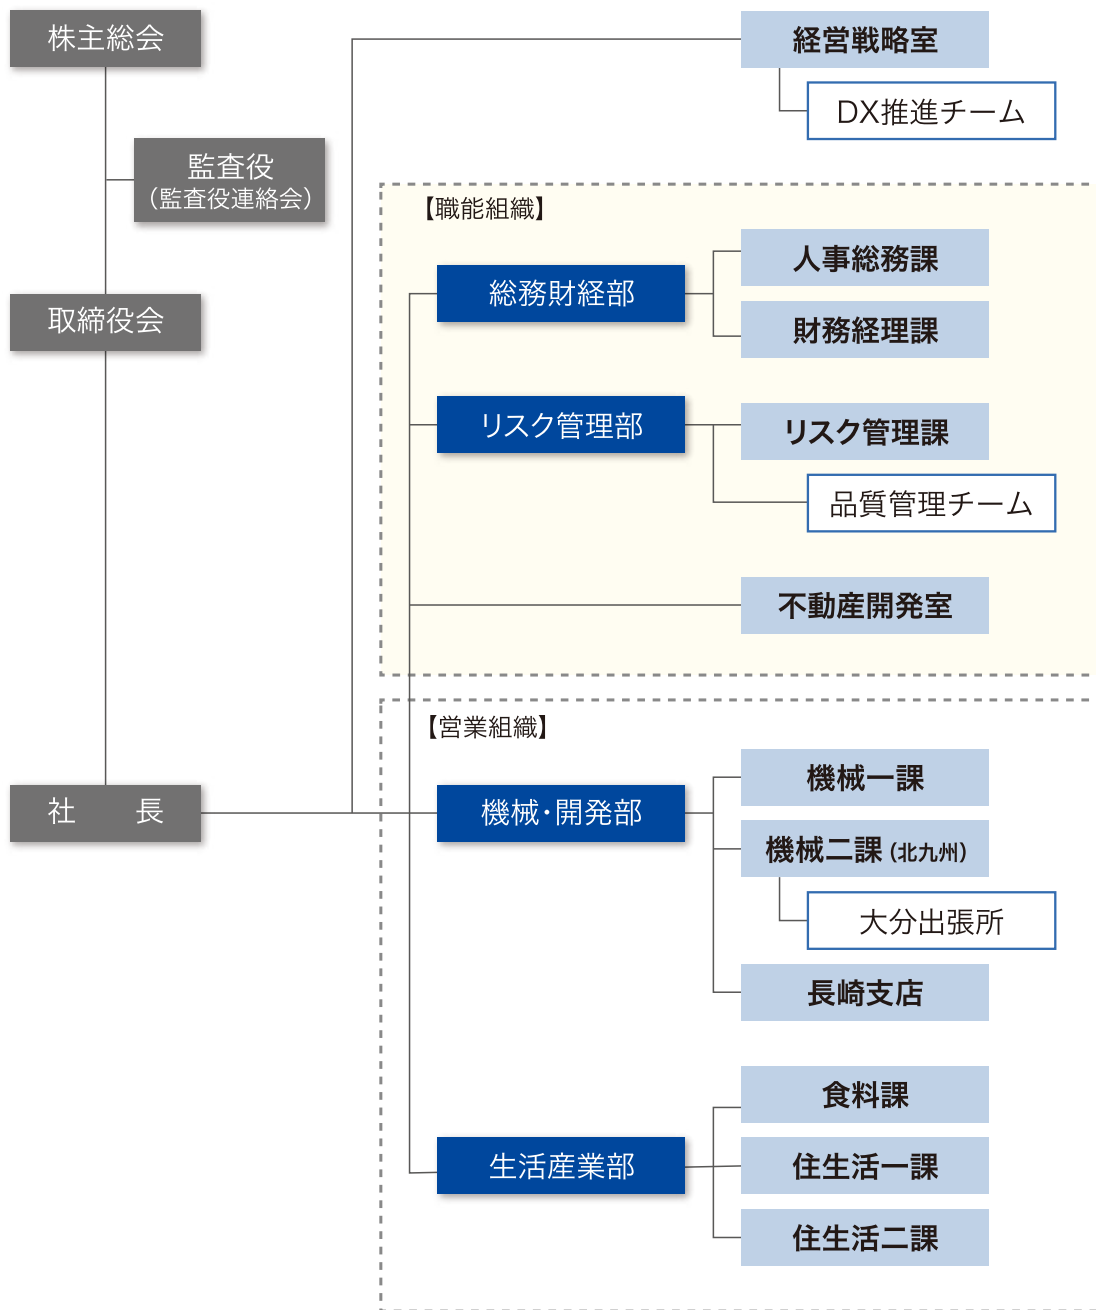 株主総会
監査役
（監査役連絡会）
取締役会
社　　長
経営戦略室
DX推進チーム
【職能組織】
総務財経部
人事総務課
財務経理課
リスク管理部
リスク管理課
品質管理チーム
不動産開発室
【営業組織】
機械・開発部
機械一課
機械二課（北九州）
大分出張所
長崎支店
生活産業部
食料課
住生活一課
住生活二課